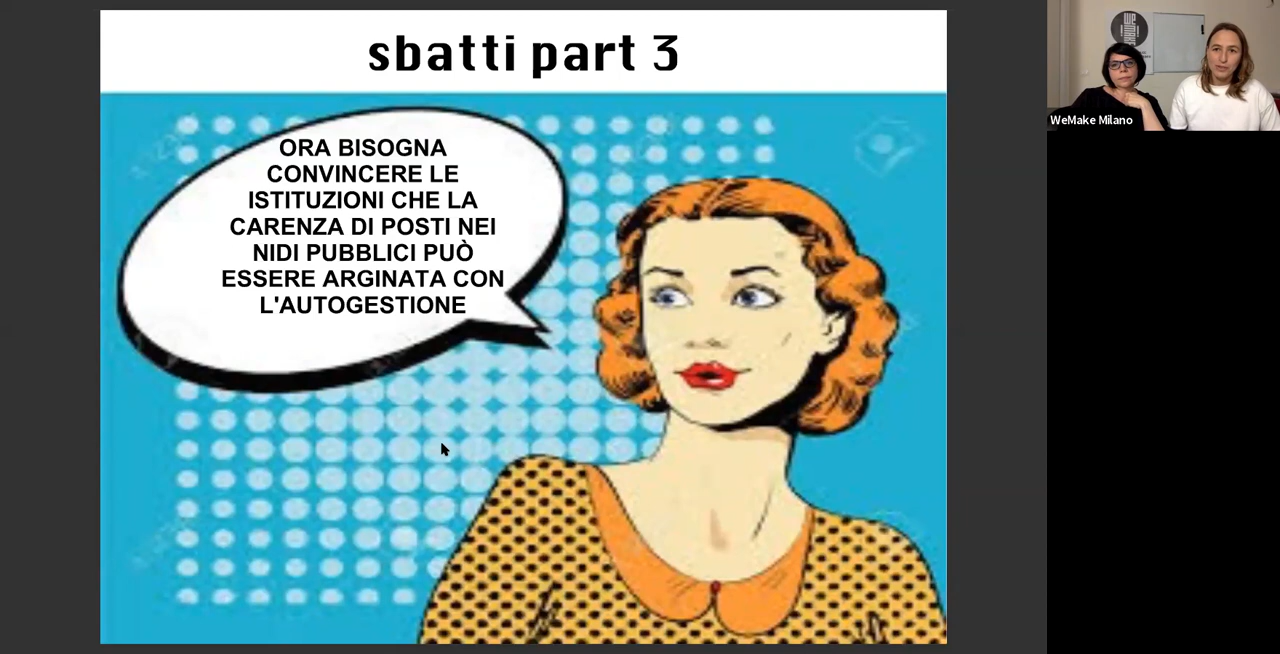 sbatti part 3
ORA BISOGNA
CONVINCERE LE
ISTITUZIONI CHE LA
CARENZA DI POSTI NEI
NIDI PUBBLICI PUÒ
ESSERE ARGINATA CON
L'AUTOGESTIONE
WeMake Milano